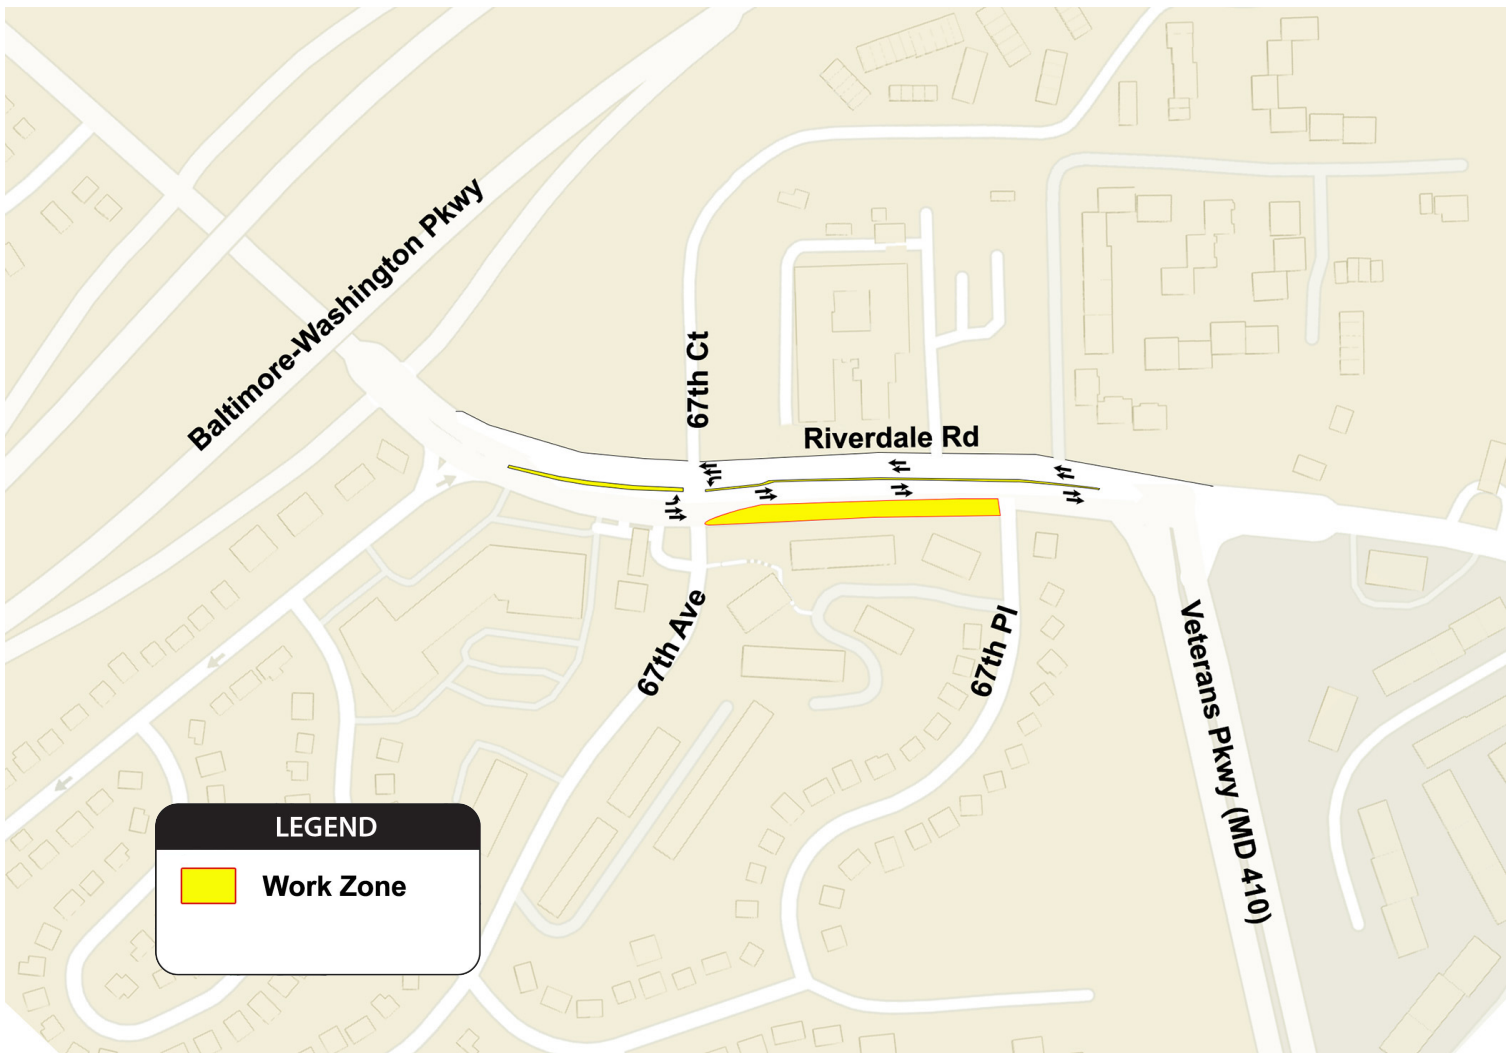 Baltimore-Washington Pkwy
67th Ct
Riverdale Rd
67th Ave
67th Pl
Veterans Pkwy (MD 410)
LEGEND
Work Zone